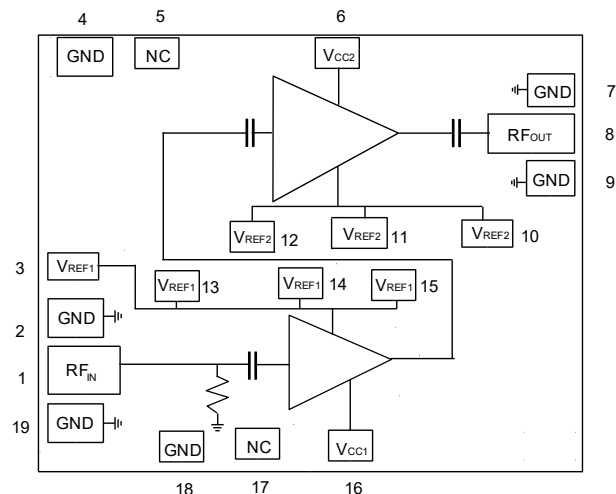 4
5
6
GND
NC
VCC2
GND
7
RFOUT
8
GND
9
VREF2
12
VREF2
11
VREF2
10
3
VREF1
VREF1
13
VREF1
14
VREF1
15
2
GND
1
RFIN
19
GND
GND
NC
VCC1
18
17
16